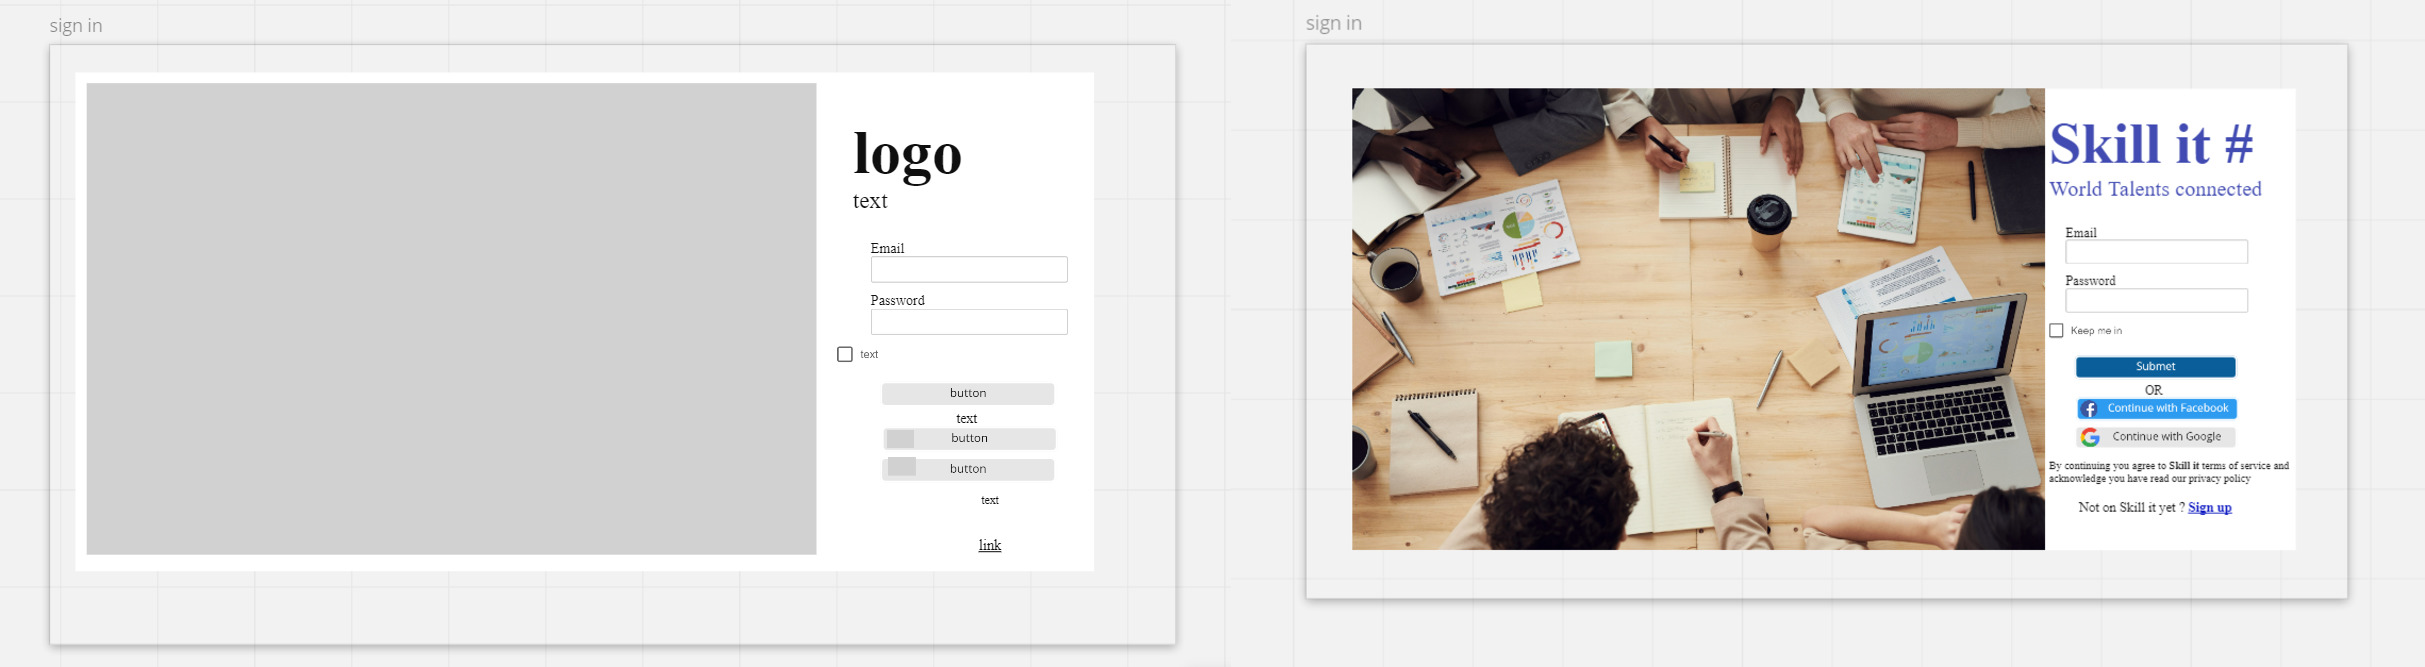 sign in
logo
text
Email
Password
text
button
text
button
button
text
link
sign in
Skill it #
World Talents connected
Email
Password
Keep me in
Submet
OR
Continue with Facebook
Continue with Google
By continuing you agree to Skill it terms of service and
acknowledge you have read our privacy policy
Not on Skill it yet ? Sign up